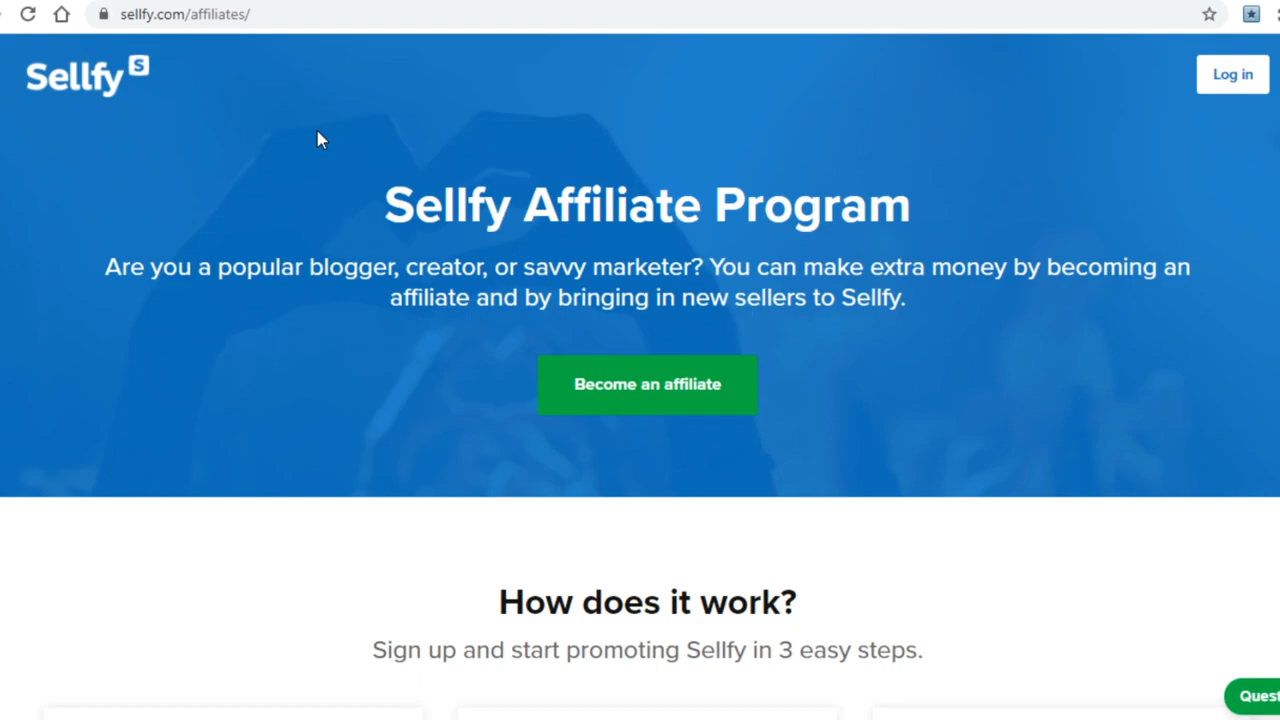 sellfy.com/affiliates/
Sellfy S
Log in
Sellfy Affiliate Program
Are you a popular blogger, creator, or savvy marketer? You can make extra money by becoming an
affiliate and by bringing in new sellers to Sellfy.
Become an affiliate
How does it work?
Sign up and start promoting Sellfy in 3 easy steps.
Quest